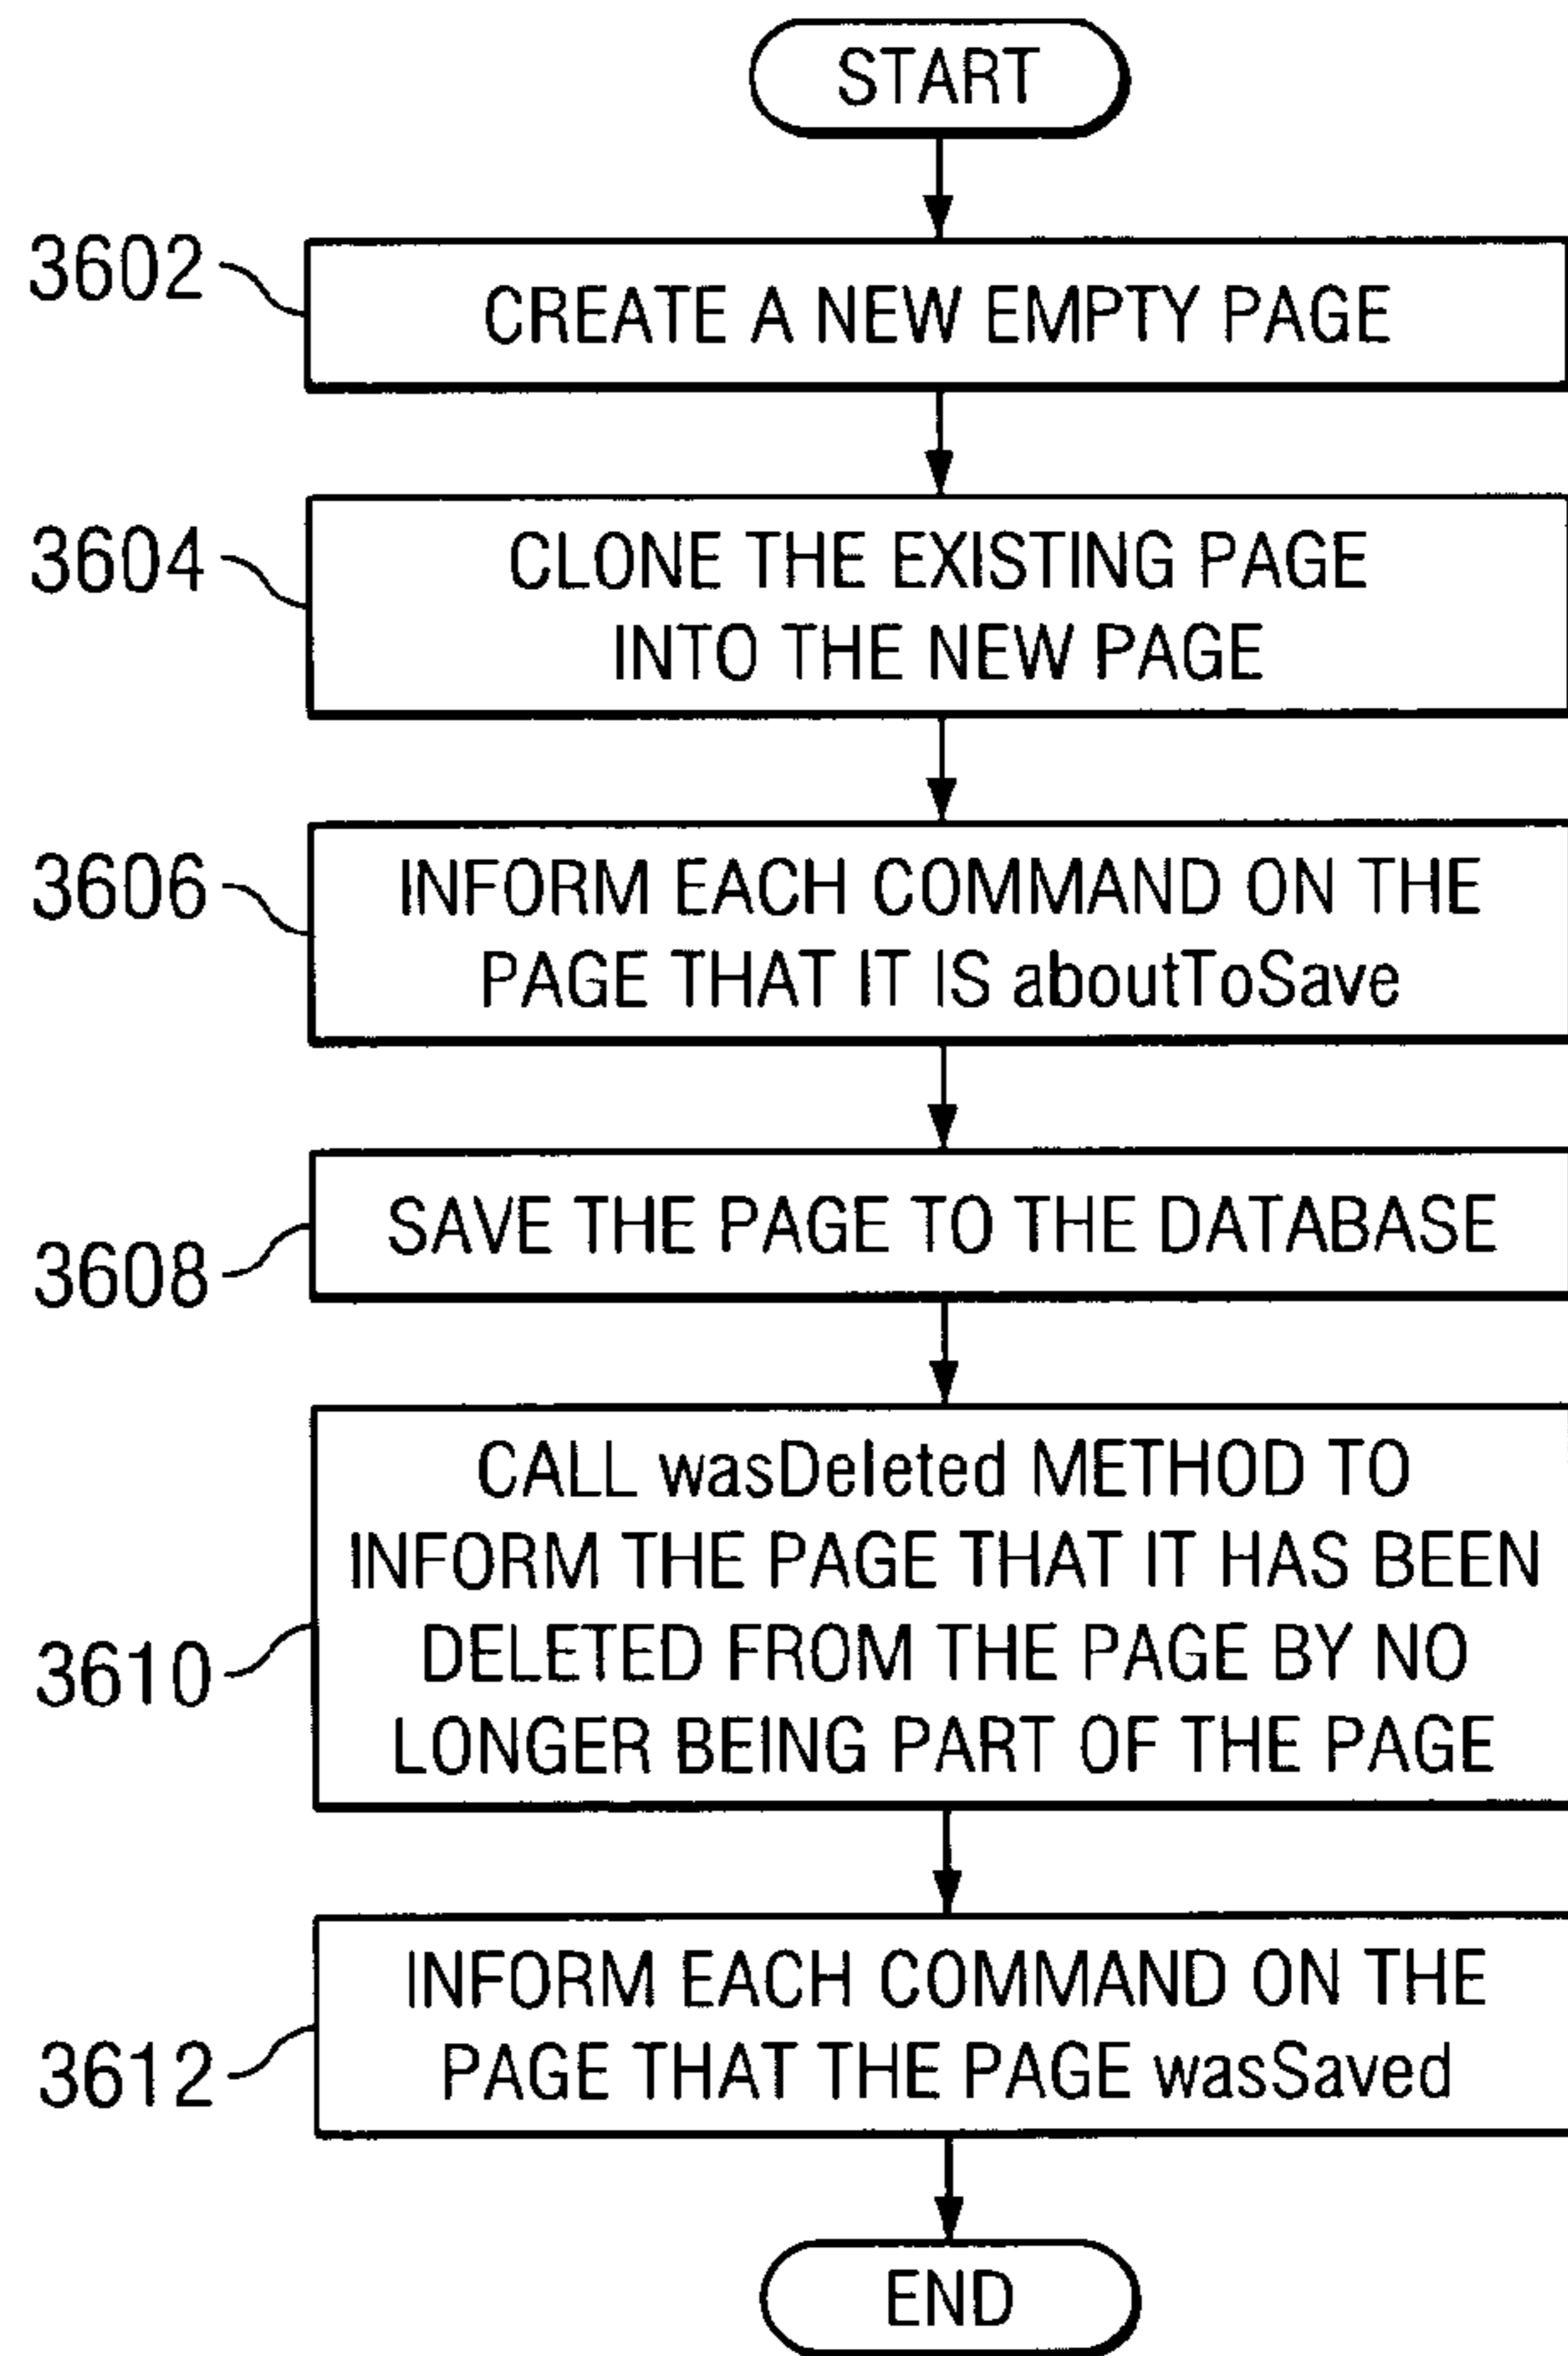 START
3602
CREATE A NEW EMPTY PAGE
3604
CLONE THE EXISTING PAGE
INTO THE NEW PAGE
3606
INFORM EACH COMMAND ON THE
PAGE THAT IT IS aboutToSave
3608
SAVE THE PAGE TO THE DATABASE
3610
CALL wasDeleted METHOD TO
INFORM THE PAGE THAT IT HAS BEEN
DELETED FROM THE PAGE BY NO
LONGER BEING PART OF THE PAGE
3612
INFORM EACH COMMAND ON THE
PAGE THAT THE PAGE wasSaved
END